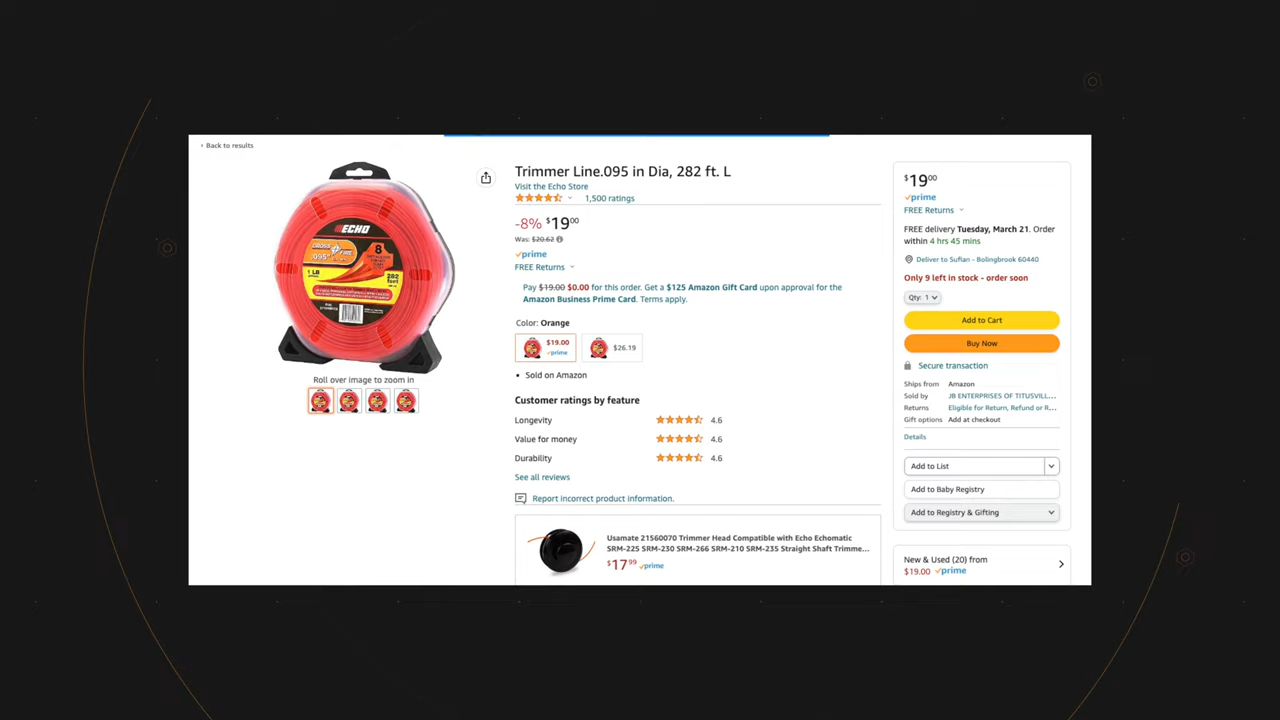 ‹ Back to results
ECHO
CROSS FIRE
.095"
8
1 LB
282
feet
Roll over image to zoom in
Trimmer Line.095 in Dia, 282 ft. L
Visit the Echo Store
1,500 ratings
-8% $19 00
Was: $20.62
prime
FREE Returns
Pay $19.00 $0.00 for this order. Get a $125 Amazon Gift Card upon approval for the
Amazon Business Prime Card. Terms apply.
Color: Orange
$19.00
prime
$26.19
• Sold on Amazon
Customer ratings by feature
Longevity 4.6
Value for money 4.6
Durability 4.6
See all reviews
Report incorrect product information.
Usamate 21560070 Trimmer Head Compatible with Echo Echomatic
SRM-225 SRM-230 SRM-266 SRM-210 SRM-235 Straight Shaft Trimme...
$17 99 prime
$19 00
prime
FREE Returns
FREE delivery Tuesday, March 21. Order
within 4 hrs 45 mins
Deliver to Sufian - Bolingbrook 60440
Only 9 left in stock - order soon
Qty: 1
Add to Cart
Buy Now
Secure transaction
Ships from Amazon
Sold by JB ENTERPRISES OF TITUSVILL...
Returns Eligible for Return, Refund or R...
Gift options Add at checkout
Details
Add to List
Add to Baby Registry
Add to Registry & Gifting
New & Used (20) from
$19.00 prime